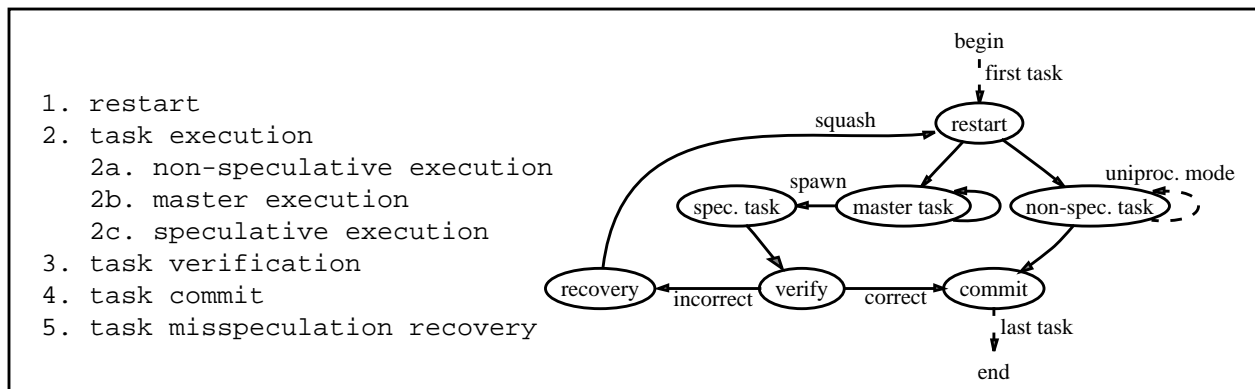 1. restart
2. task execution
2a. non-speculative execution
2b. master execution
2c. speculative execution
3. task verification
4. task commit
5. task misspeculation recovery
begin
first task
squash
restart
uniproc. mode
spawn
spec. task
master task
non-spec. task
recovery
incorrect
verify
correct
commit
last task
end